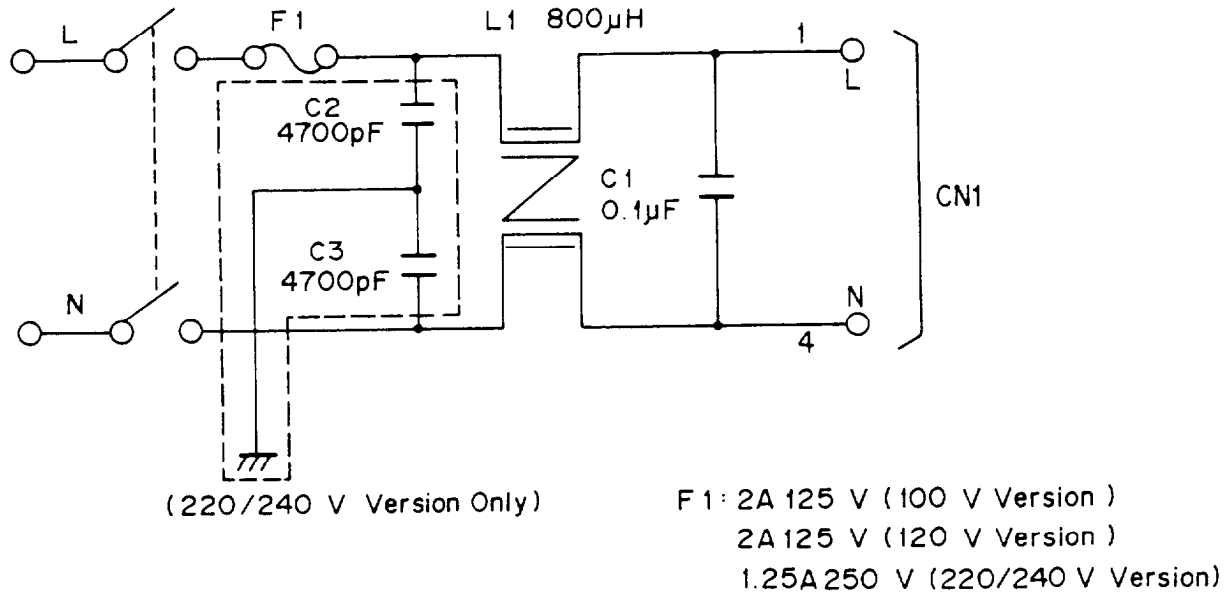 L
F1
L1 800µH
1
L
C2
4700pF
C1
0.1µF
CN1
C3
4700pF
N
N
4
(220/240 V Version Only)
F1: 2A 125 V (100 V Version)
2A 125 V (120 V Version)
1.25A 250 V (220/240 V Version)